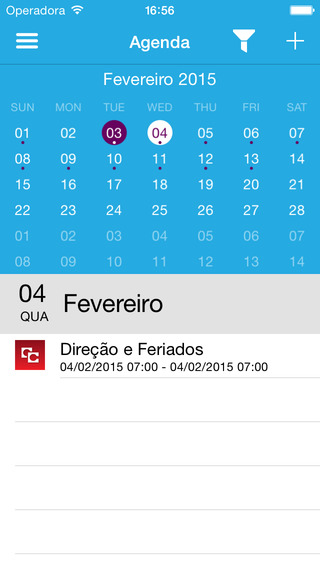 Operadora 16:56
Agenda
Fevereiro 2015
SUN MON TUE WED THU FRI SAT
01 02 03 04 05 06 07
08 09 10 11 12 13 14
15 16 17 18 19 20 21
22 23 24 25 26 27 28
01 02 03 04 05 06 07
08 09 10 11 12 13 14
04 Fevereiro
QUA
Direção e Feriados
04/02/2015 07:00 - 04/02/2015 07:00